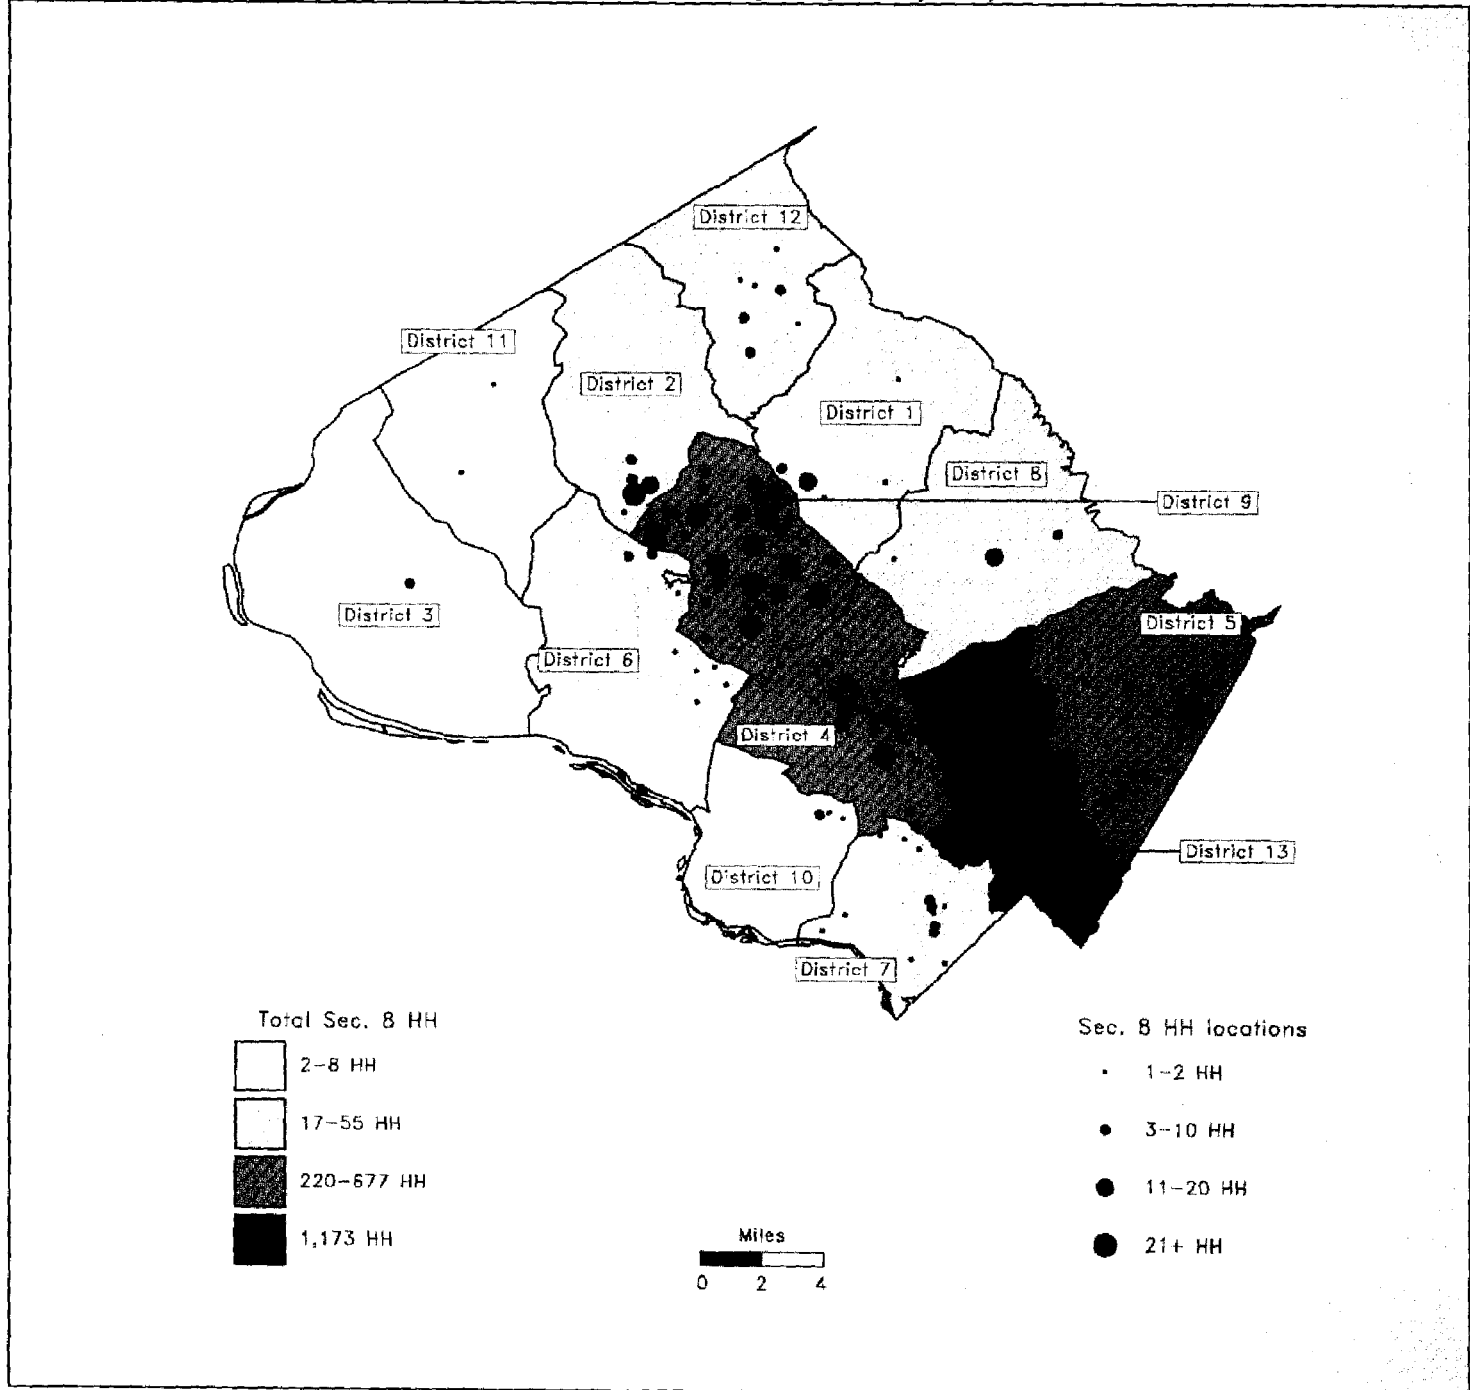 District 12
District 11
District 2
District 1
District 8
District 9
District 3
District 5
District 6
District 4
District 13
District 10
District 7
Total Sec. 8 HH
2-8 HH
17-55 HH
220-677 HH
1,173 HH
Miles
0 2 4
Sec. 8 HH locations
1-2 HH
3-10 HH
11-20 HH
21+ HH